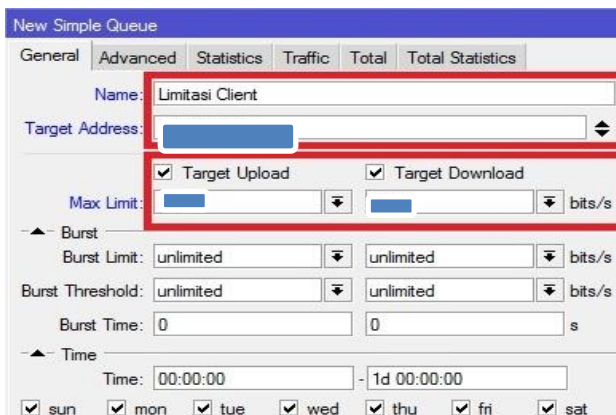 New Simple Queue
General Advanced Statistics Traffic Total Total Statistics
Name: Limitasi Client
Target Address:
Target Upload Target Download
Max Limit: bits/s
Burst
Burst Limit: unlimited unlimited bits/s
Burst Threshold: unlimited unlimited bits/s
Burst Time: 0 0 s
Time
Time: 00:00:00 - 1d 00:00:00
sun mon tue wed thu fri sat